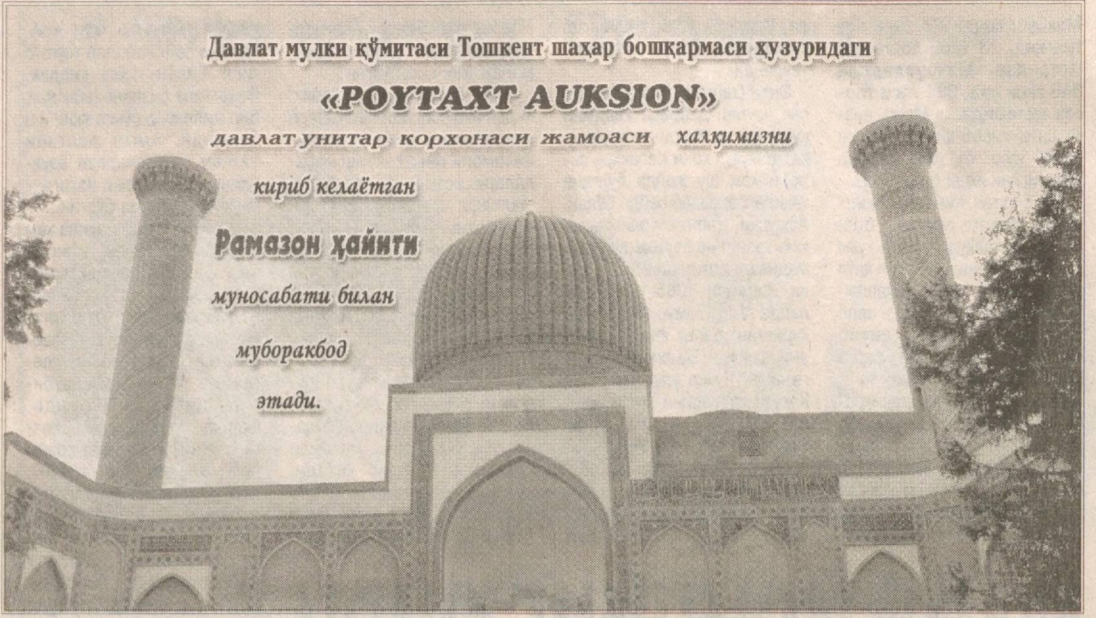 Давлат мулки қўмитаси Тошкент шаҳар бошқармаси ҳузуридаги
«POYTAXT AUKSION»
давлат унитар корхонаси жамоаси халқимизни
кириб келаётган
Рамазон ҳайити
муносабати билан
муборакбод
этади.